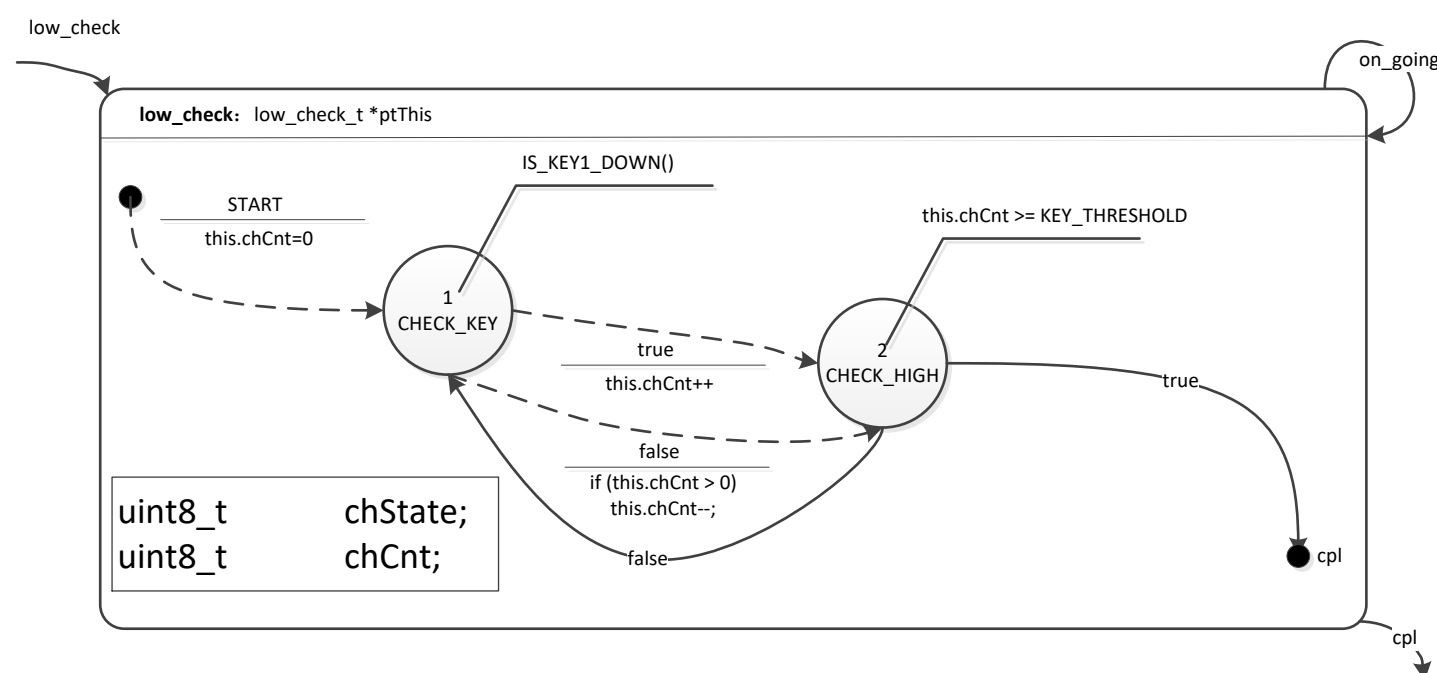 low_check
on_going
low_check： low_check_t *ptThis
IS_KEY1_DOWN()
START
this.chCnt=0
this.chCnt >= KEY_THRESHOLD
1
CHECK_KEY
true
this.chCnt++
2
CHECK_HIGH
true
false
if (this.chCnt > 0)
this.chCnt--;
uint8_t chState;
uint8_t chCnt;
false
cpl
cpl